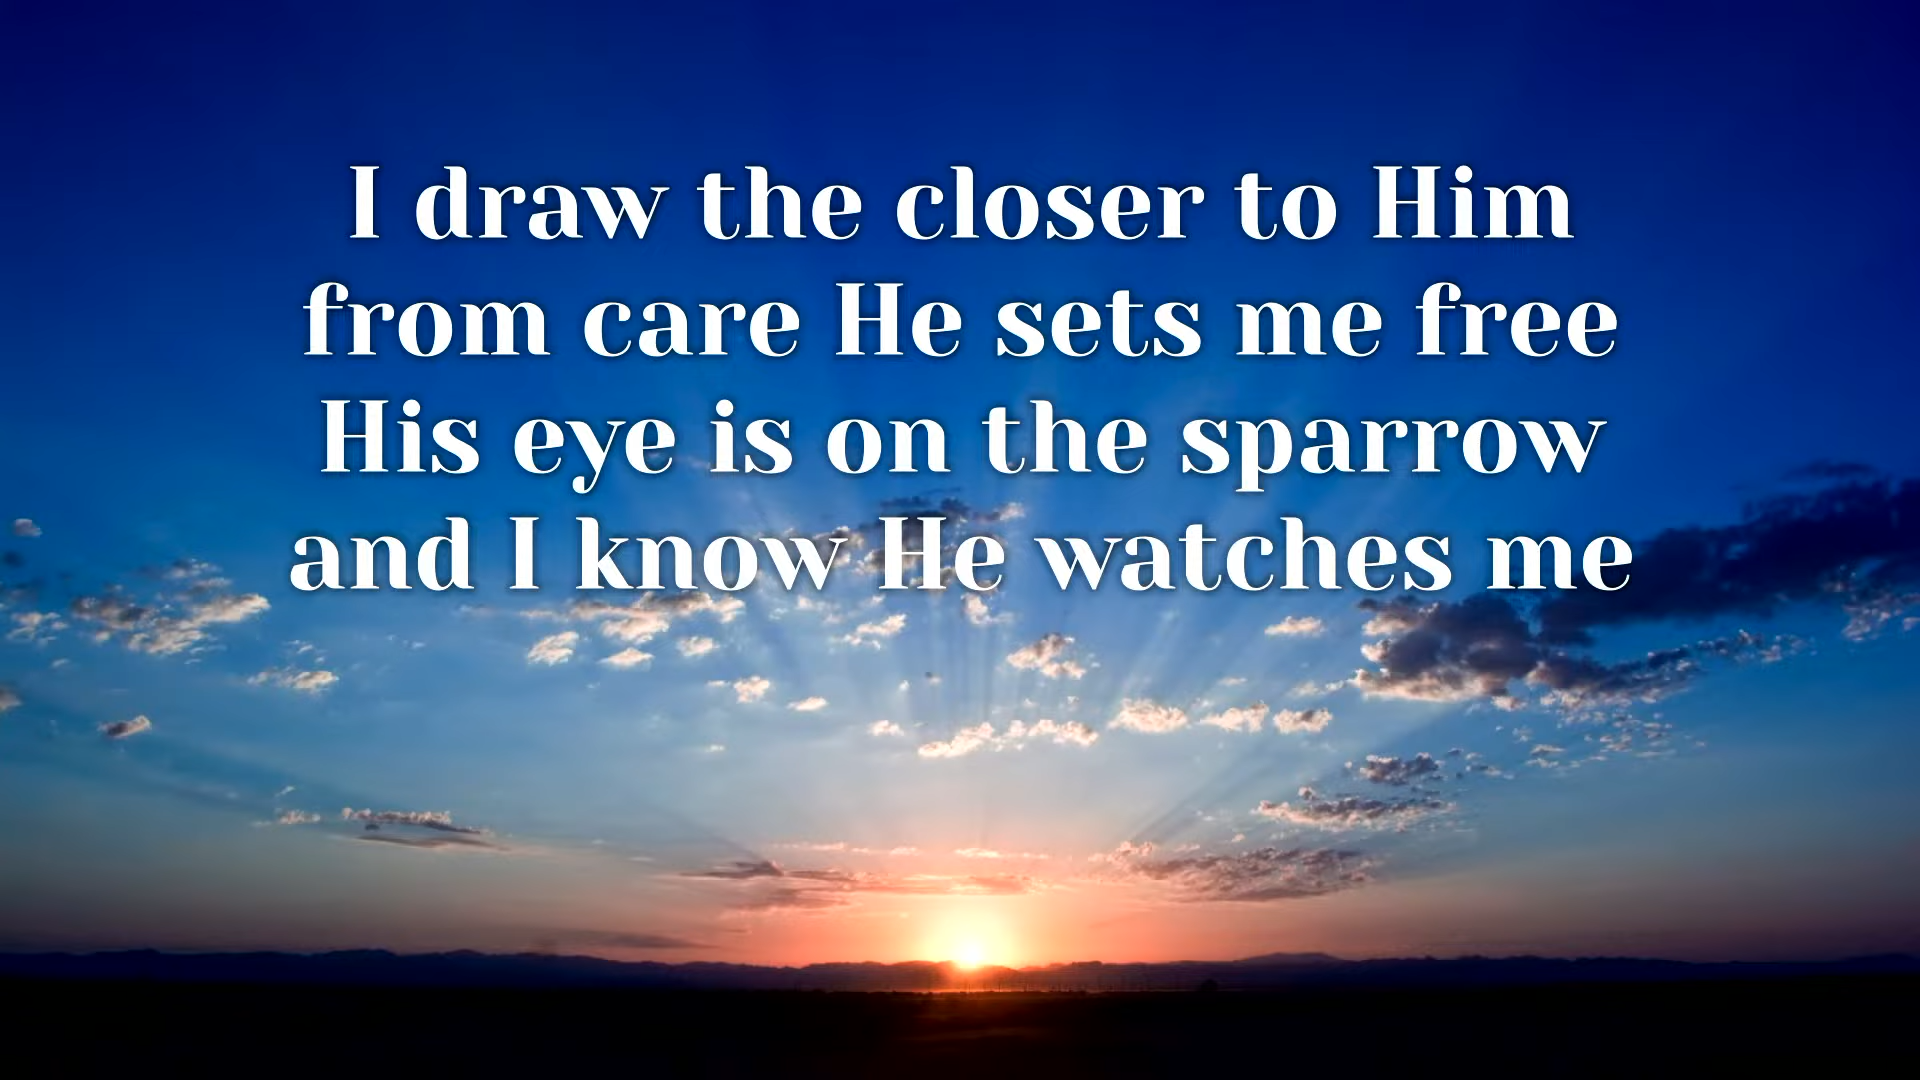 I draw the closer to Him
from care He sets me free
His eye is on the sparrow
and I know He watches me